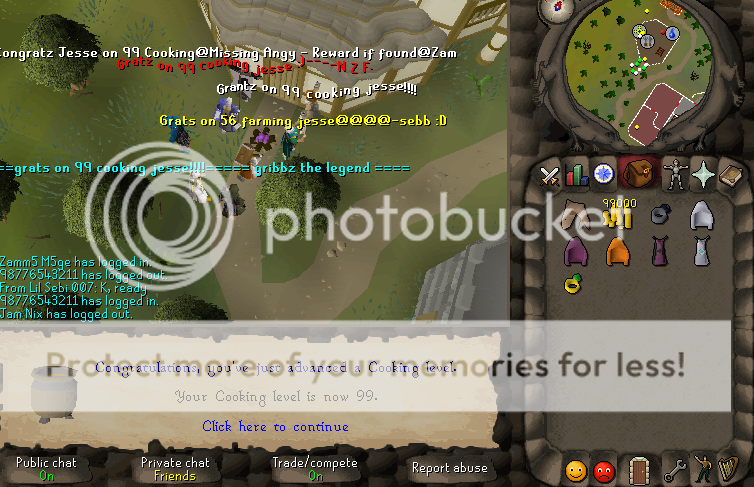 Congratz Jesse on 99 Cooking@Missing Angy - Reward if found@Zam
Gratz on 99 cooking jesse J----N Z F.
Grantz on 99 cooking jesse!!!!
Grats on 56 farming jesse@@@@-sebb :D
==grats on 99 cooking jesse!!!!===== gribbz the legend ====
photobucket
99000
Zamm5 M5ge has logged in.
98776543211 has logged out.
From Lil Sebi 007: K, ready
98776543211 has logged in.
Jam Nix has logged out.
Protect more of your memories for less!
Congratulations, you've just advanced a Cooking level.
Your Cooking level is now 99.
Click here to continue
Public chat
On
Private chat
Friends
Trade/compete
On
Report abuse